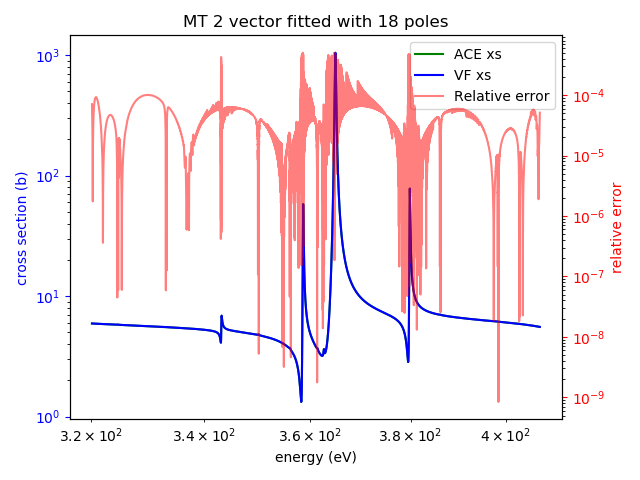 MT 2 vector fitted with 18 poles
ACE xs
VF xs
Relative error
10³
10²
10¹
10⁰
cross section (b)
10⁻⁴
10⁻⁵
10⁻⁶
10⁻⁷
10⁻⁸
10⁻⁹
relative error
3.2 × 10² 3.4 × 10² 3.6 × 10² 3.8 × 10² 4 × 10²
energy (eV)